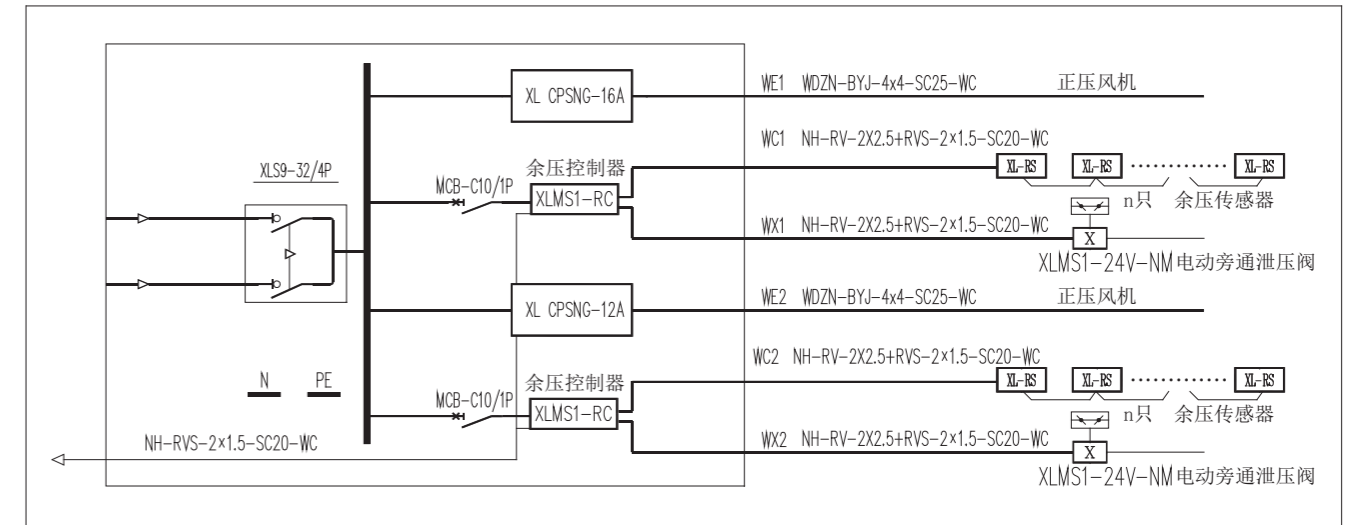 XL CPSNG-16A
WE1 WDZN-BYJ-4x4-SC25-WC 正压风机
WC1 NH-RV-2X2.5+RVS-2×1.5-SC20-WC
XLS9-32/4P
MCB-C10/1P
余压控制器
XLMS1-RC
XL-RS XL-RS ············· XL-RS
n只 余压传感器
WX1 NH-RV-2X2.5+RVS-2×1.5-SC20-WC
X
XLMS1-24V-NM电动旁通泄压阀
XL CPSNG-12A
WE2 WDZN-BYJ-4x4-SC25-WC 正压风机
WC2 NH-RV-2X2.5+RVS-2×1.5-SC20-WC
N PE
MCB-C10/1P
余压控制器
XLMS1-RC
XL-RS XL-RS ············· XL-RS
n只 余压传感器
NH-RVS-2×1.5-SC20-WC
WX2 NH-RV-2X2.5+RVS-2×1.5-SC20-WC
X
XLMS1-24V-NM电动旁通泄压阀